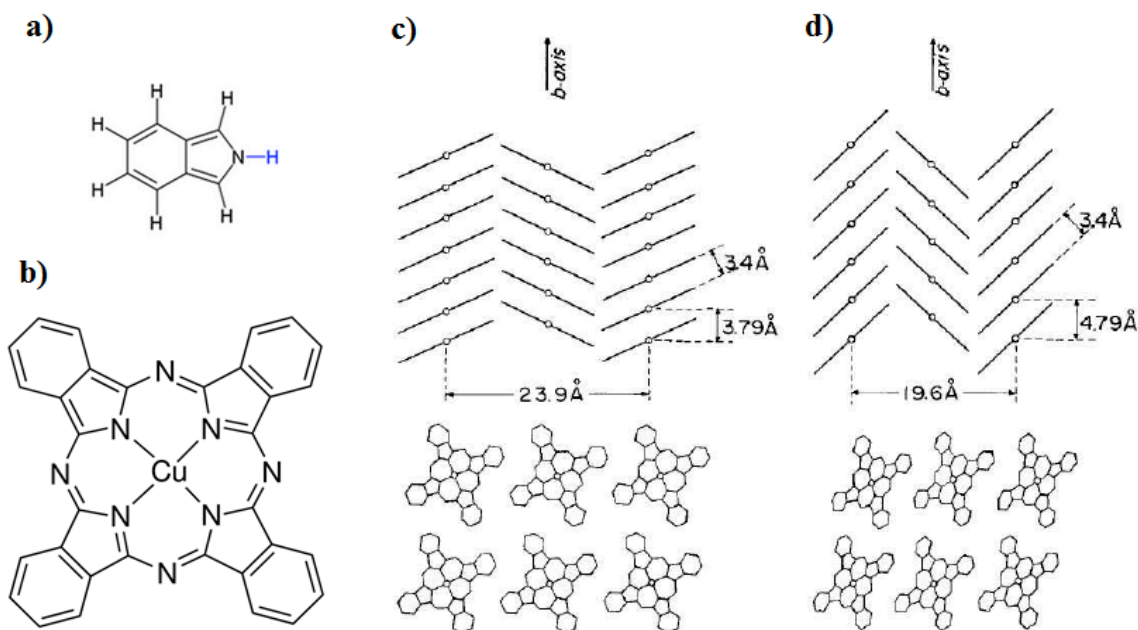 a)
H
H
H
H
N-H
H
H
H
b)
N
N
N
N
Cu
N
N
N
N
c)
b-axis
3.4Å
3.79Å
23.9Å
d)
b-axis
3.4Å
4.79Å
19.6Å